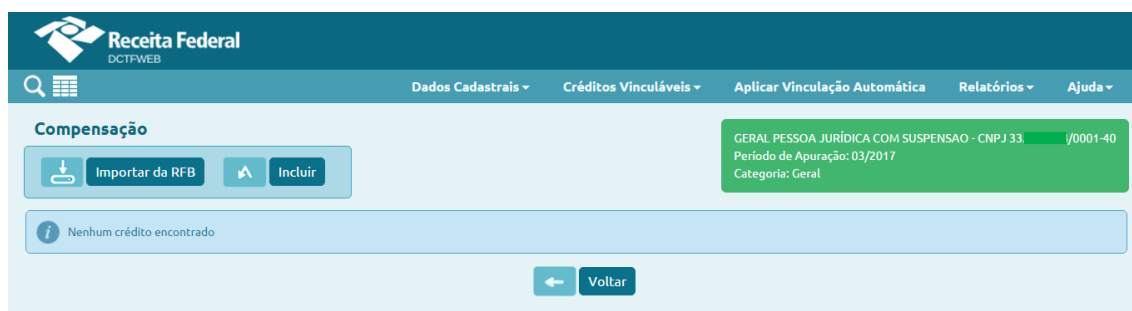 Receita Federal
DCTFWEB
Dados Cadastrais Créditos Vinculáveis Aplicar Vinculação Automática Relatórios Ajuda
Compensação
Importar da RFB Incluir
GERAL PESSOA JURÍDICA COM SUSPENSAO - CNPJ 33. /0001-40
Período de Apuração: 03/2017
Categoria: Geral
Nenhum crédito encontrado
Voltar